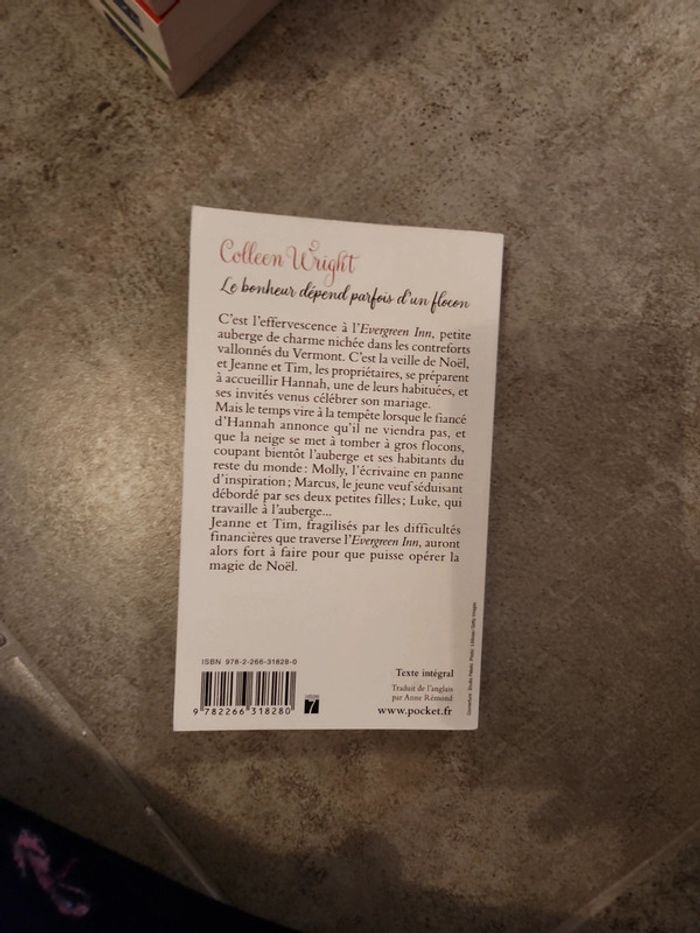 Colleen Wright
Le bonheur dépend parfois d'un flocon
C'est l'effervescence à l'Evergreen Inn, petite
auberge de charme nichée dans les contreforts
vallonnés du Vermont. C'est la veille de Noël,
et Jeanne et Tim, les propriétaires, se préparent
à accueillir Hannah, une de leurs habituées, et
ses invités venus célébrer son mariage.
Mais le temps vire à la tempête lorsque le fiancé
d'Hannah annonce qu'il ne viendra pas, et
que la neige se met à tomber à gros flocons,
coupant bientôt l'auberge et ses habitants du
reste du monde : Molly, l'écrivaine en panne
d'inspiration ; Marcus, le jeune veuf séduisant
débordé par ses deux petites filles ; Luke, qui
travaille à l'auberge...
Jeanne et Tim, fragilisés par les difficultés
financières que traverse l'Evergreen Inn, auront
alors fort à faire pour que puisse opérer la
magie de Noël.
ISBN 978-2-266-31828-0
9 782266 318280
7
Texte intégral
Traduit de l'anglais
par Anne Rémond
www.pocket.fr